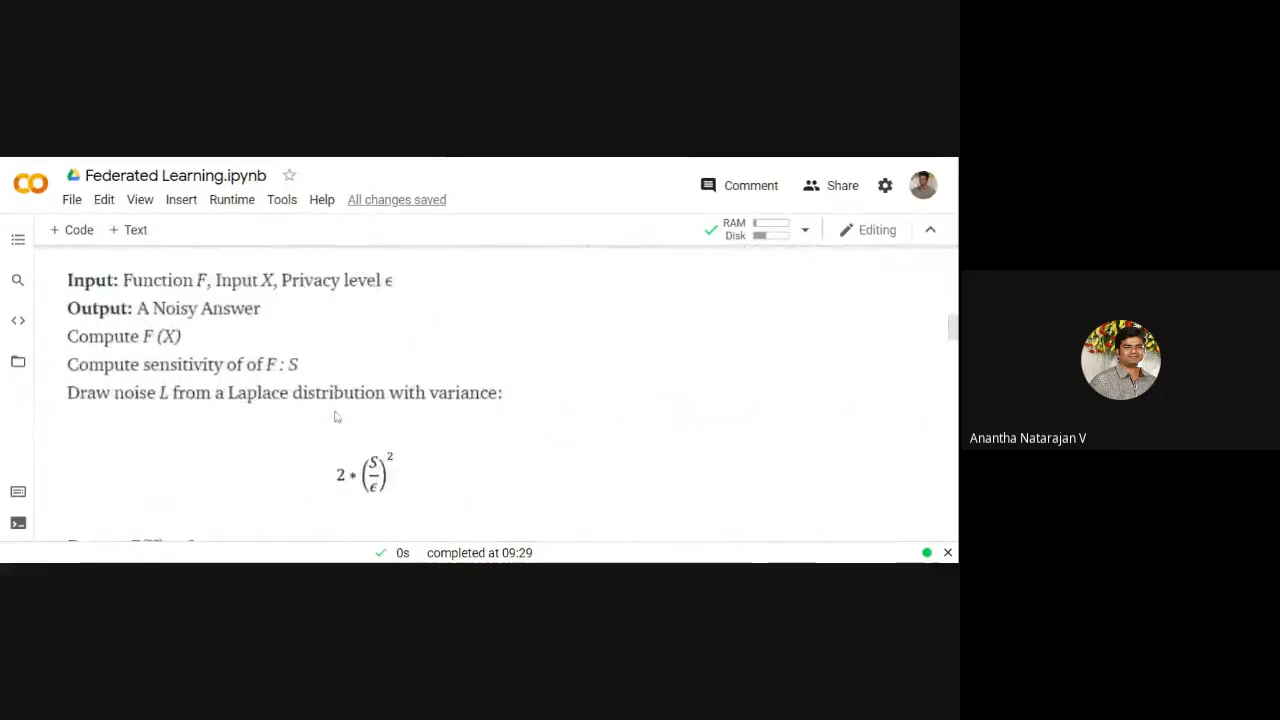 Federated Learning.ipynb
File Edit View Insert Runtime Tools Help All changes saved
Comment Share
+ Code + Text
RAM
Disk
Editing
Input: Function F, Input X, Privacy level ϵ
Output: A Noisy Answer
Compute F (X)
Compute sensitivity of of F : S
Draw noise L from a Laplace distribution with variance:
2 * (S/ϵ)²
0s completed at 09:29
Anantha Natarajan V